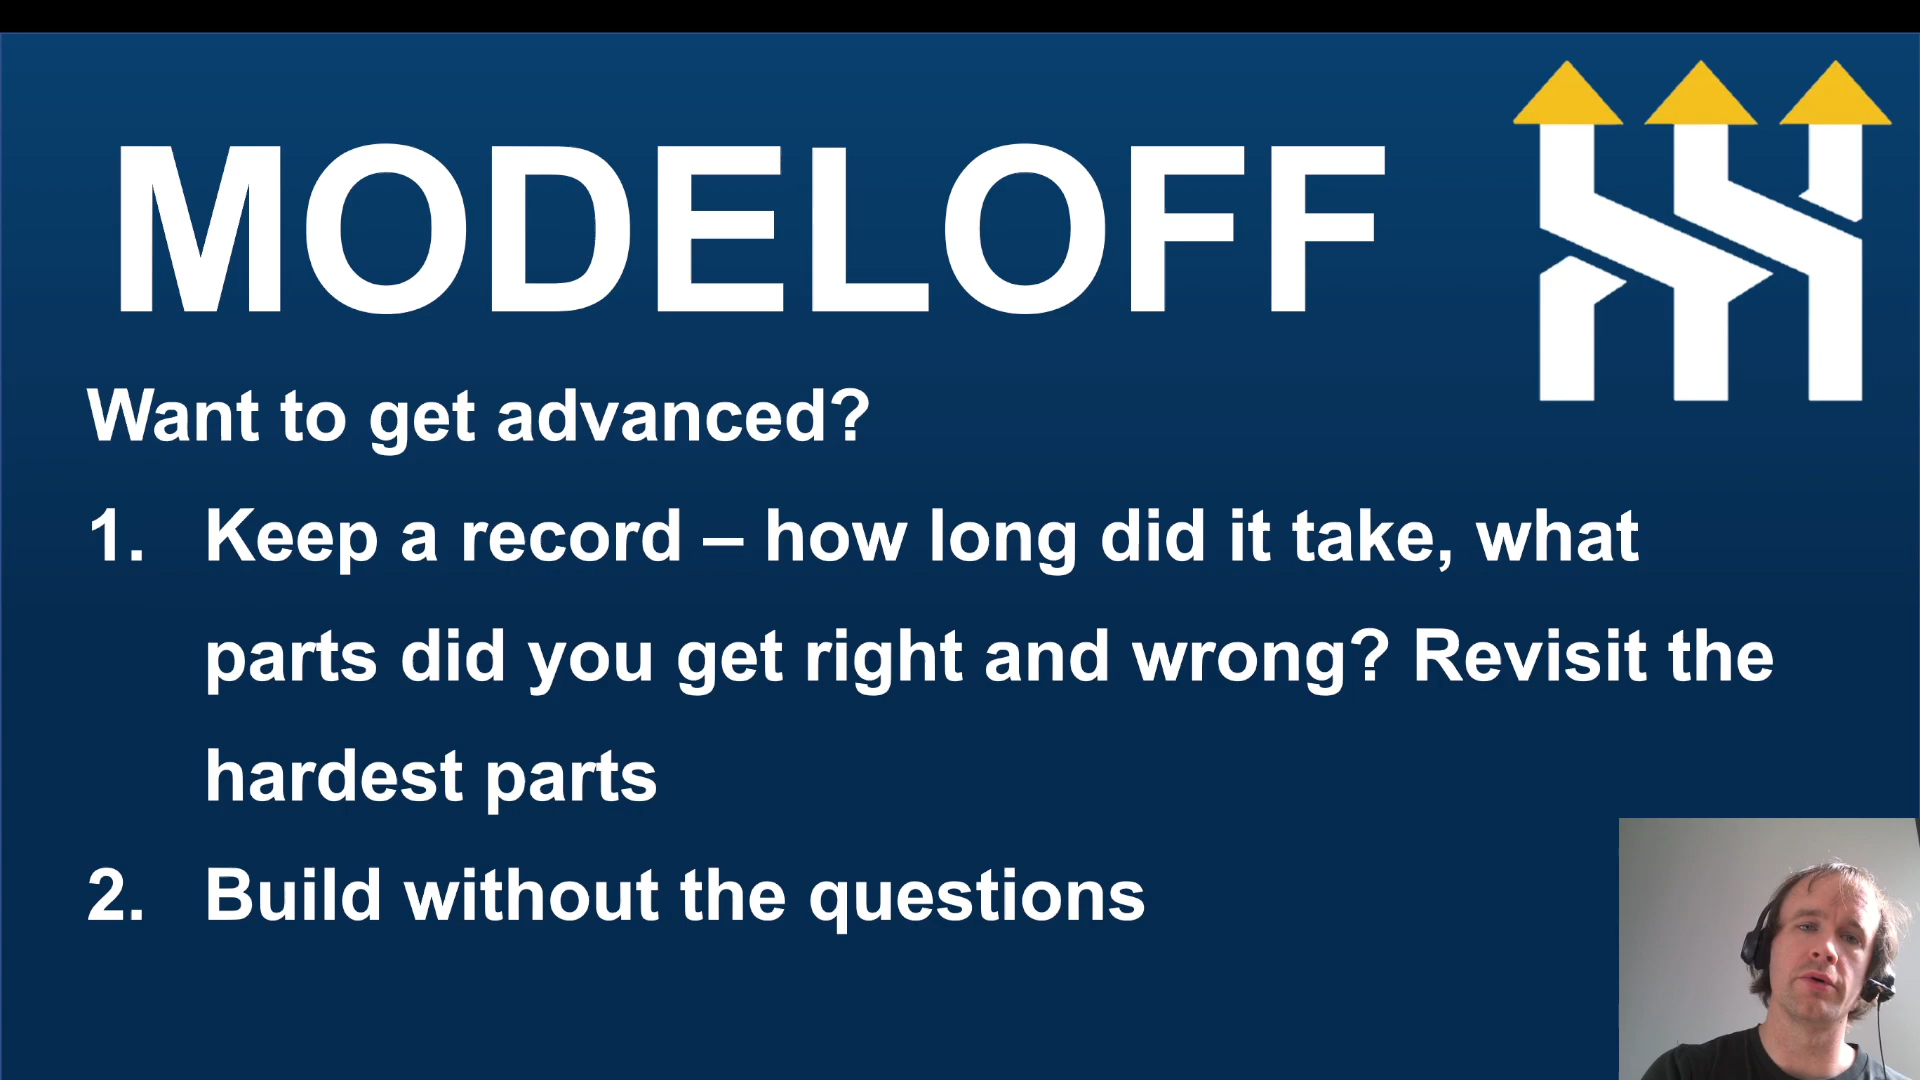 MODELOFF
Want to get advanced?
1. Keep a record – how long did it take, what
parts did you get right and wrong? Revisit the
hardest parts
2. Build without the questions